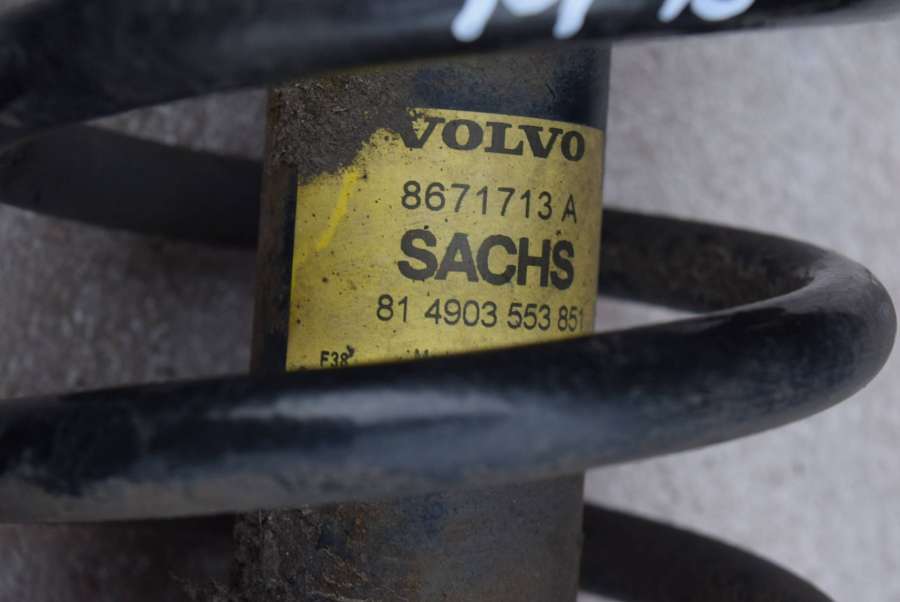 VOLVO
8671713 A
SACHS
81 4903 553 851
F38